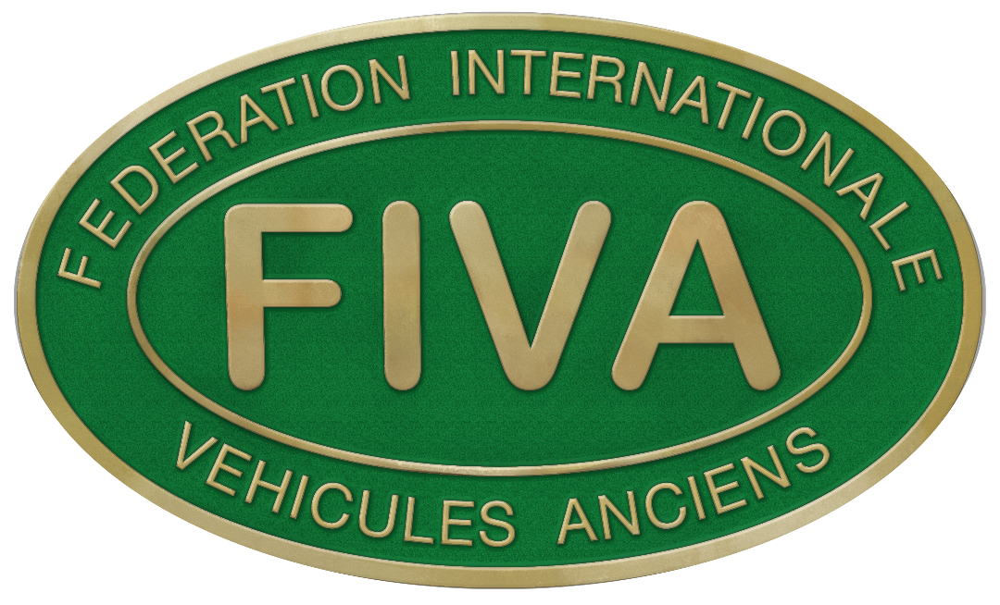 FEDERATION INTERNATIONALE
FIVA
VEHICULES ANCIENS